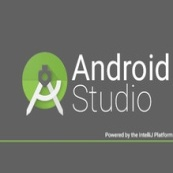 Android
Studio
Powered by the IntelliJ Platform